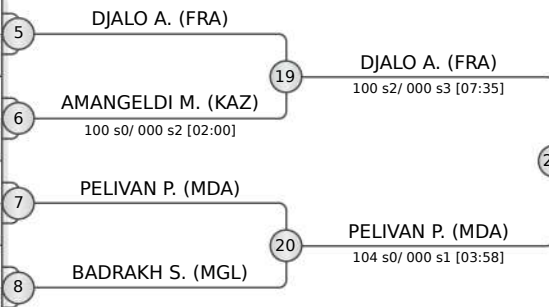 5
DJALO A. (FRA)
19
DJALO A. (FRA)
100 s2/ 000 s3 [07:35]
6
AMANGELDI M. (KAZ)
100 s0/ 000 s2 [02:00]
7
PELIVAN P. (MDA)
20
PELIVAN P. (MDA)
104 s0/ 000 s1 [03:58]
8
BADRAKH S. (MGL)